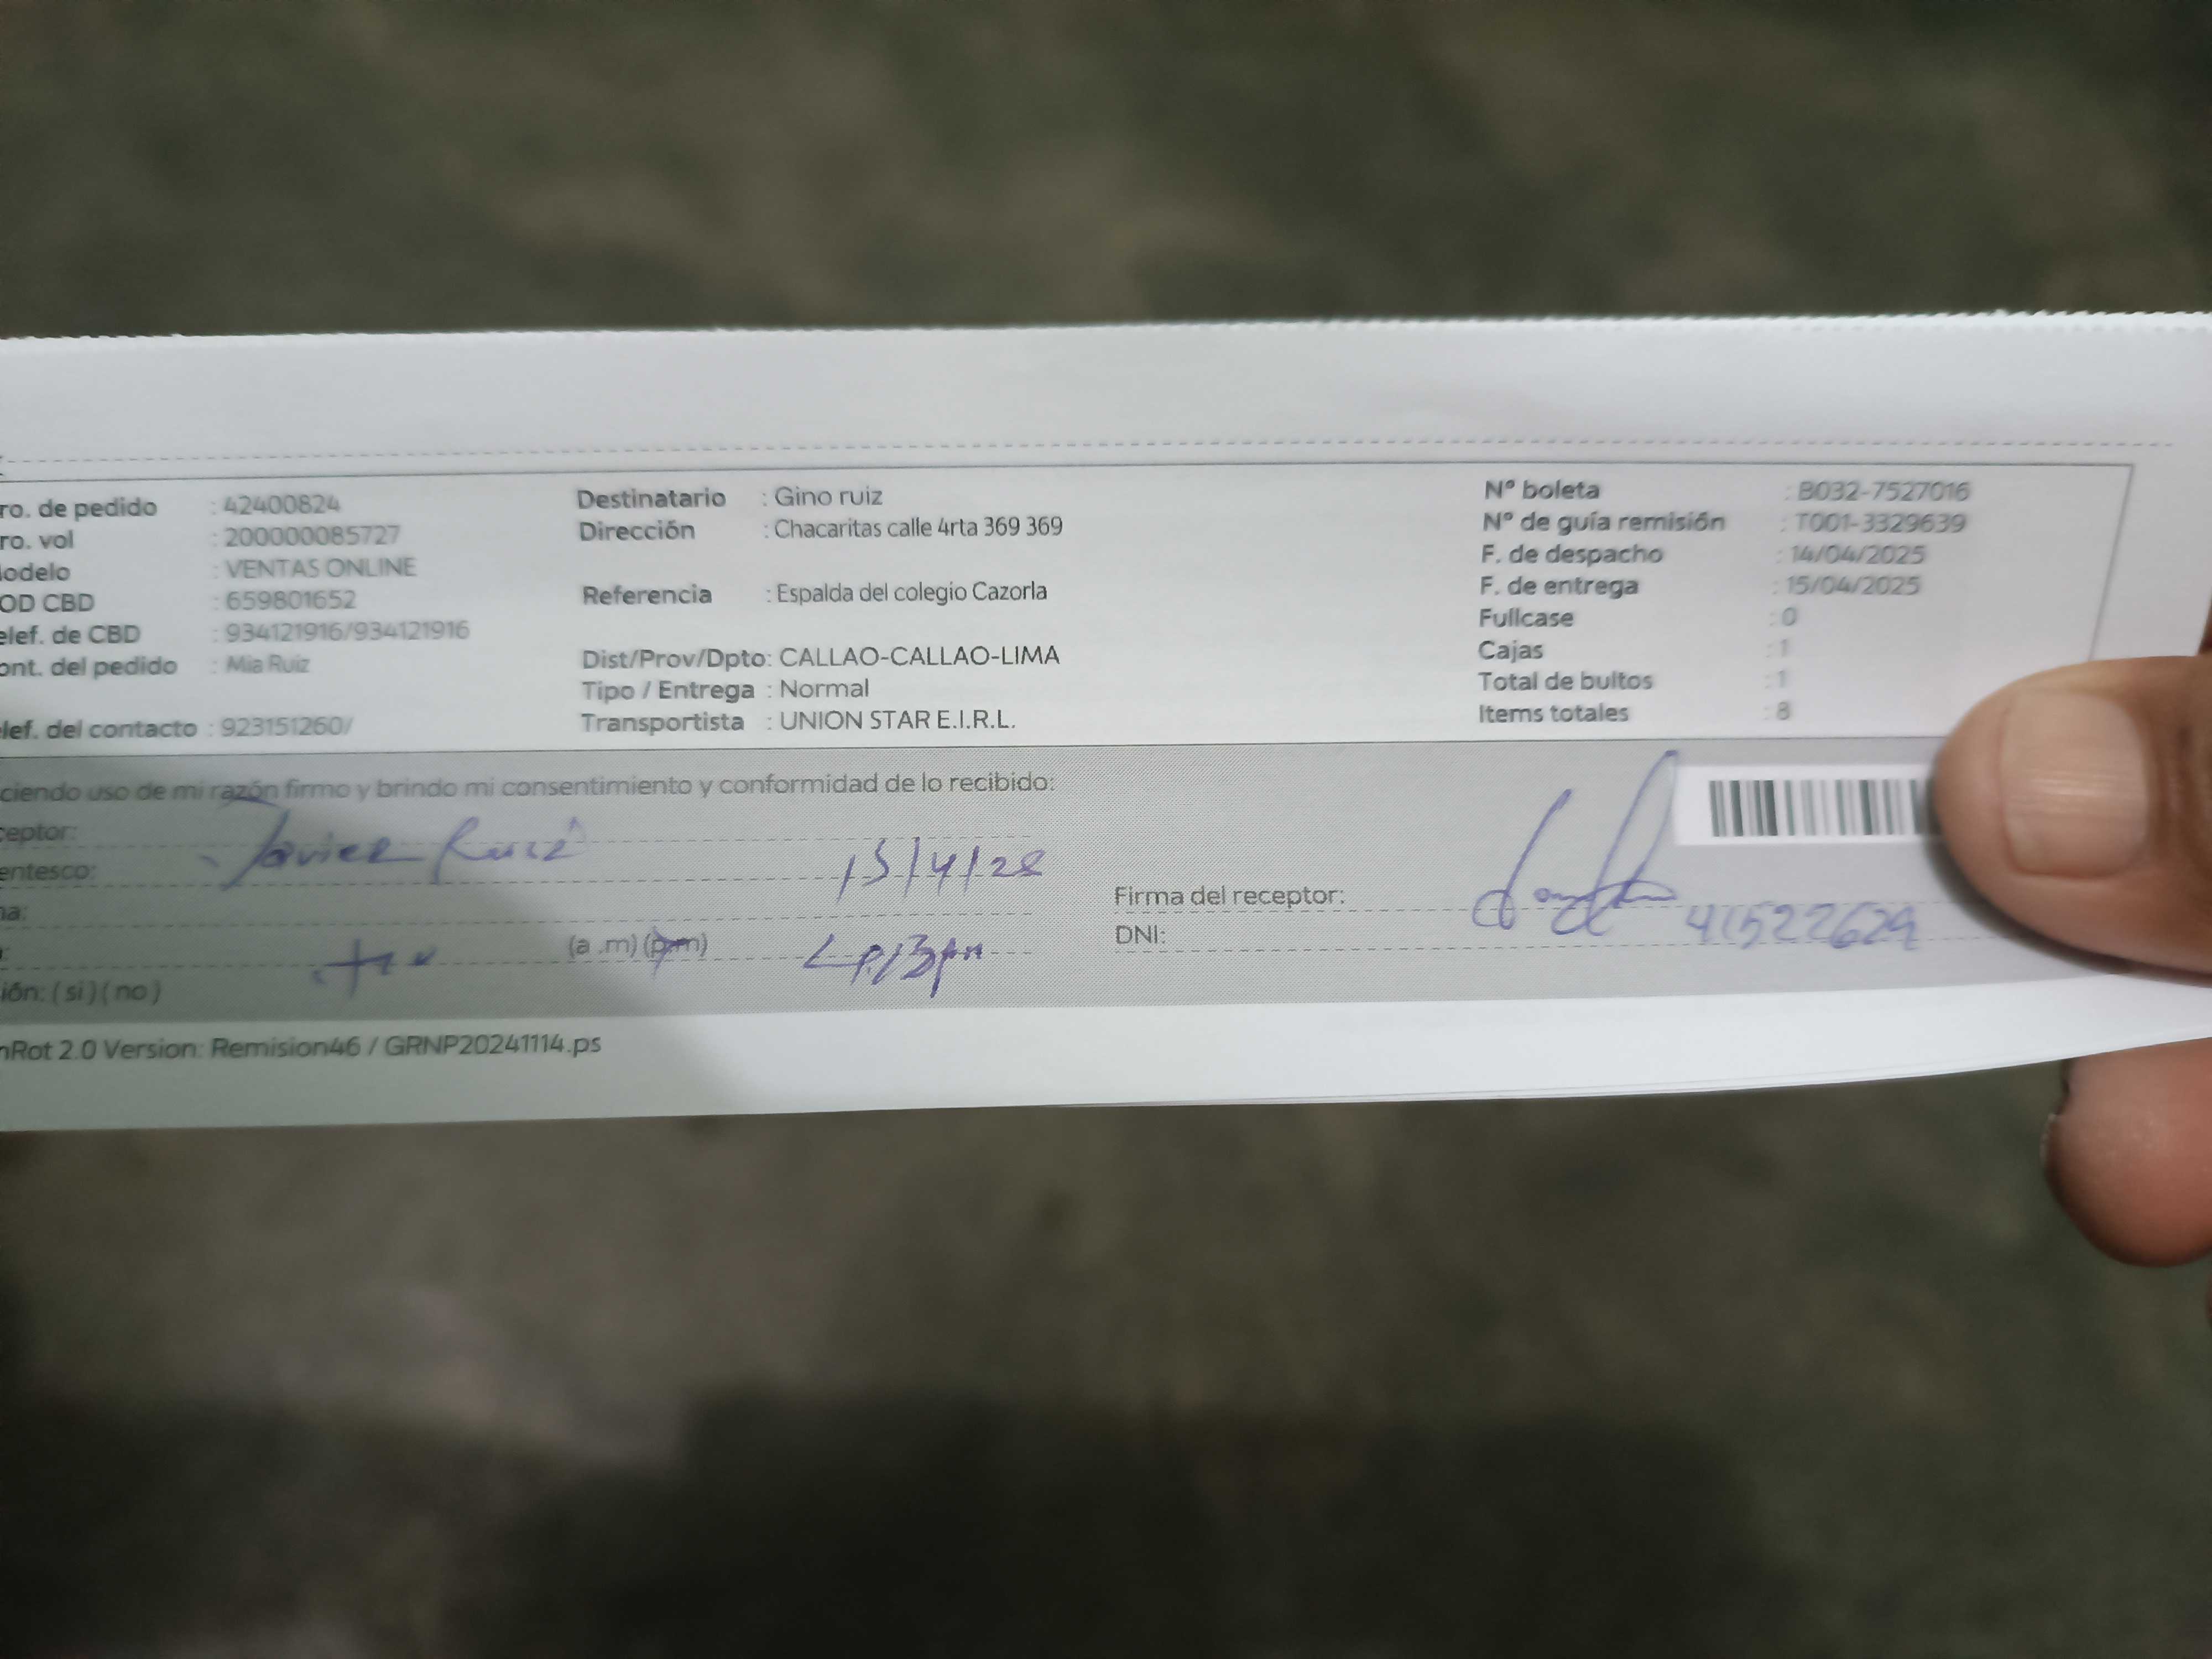 ro. de pedido : 42400824
ro. vol : 200000085727
lodelo : VENTAS ONLINE
OD CBD : 659801652
elef. de CBD : 934121916/934121916
ont. del pedido : Mia Ruiz
lef. del contacto : 923151260/
Destinatario : Gino ruiz
Dirección : Chacaritas calle 4rta 369 369
Referencia : Espalda del colegio Cazorla
Dist/Prov/Dpto: CALLAO-CALLAO-LIMA
Tipo / Entrega : Normal
Transportista : UNION STAR E.I.R.L.
Nº boleta : B032-7527016
Nº de guía remisión : T001-3329639
F. de despacho : 14/04/2025
F. de entrega : 15/04/2025
Fullcase : 0
Cajas : 1
Total de bultos : 1
Items totales : 8
ciendo uso de mi razón firmo y brindo mi consentimiento y conformidad de lo recibido:
ceptor: Javier Ruiz
entesco:
na:
(a .m) (p.m)
ión: ( si ) ( no )
Firma del receptor:
DNI: 41522629
nRot 2.0 Version: Remision46 / GRNP20241114.ps